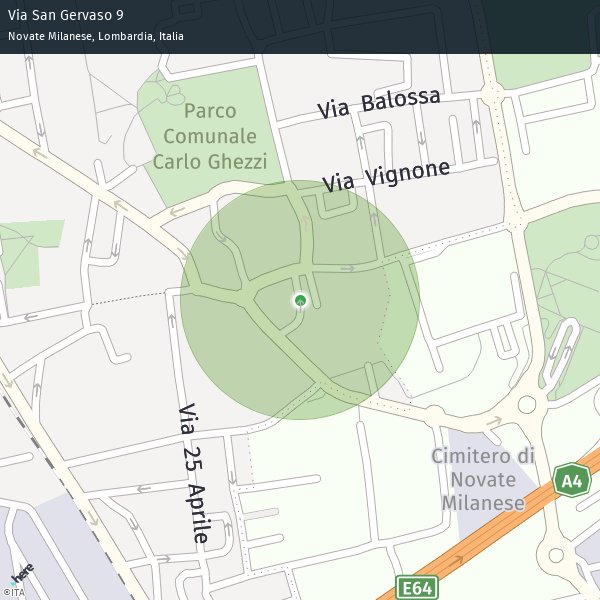 Via San Gervaso 9
Novate Milanese, Lombardia, Italia
Via Balossa
Parco
Comunale
Carlo Ghezzi
Via Vignone
Via 25 Aprile
Cimitero di
Novate
Milanese
A4
E64
here
©ITA